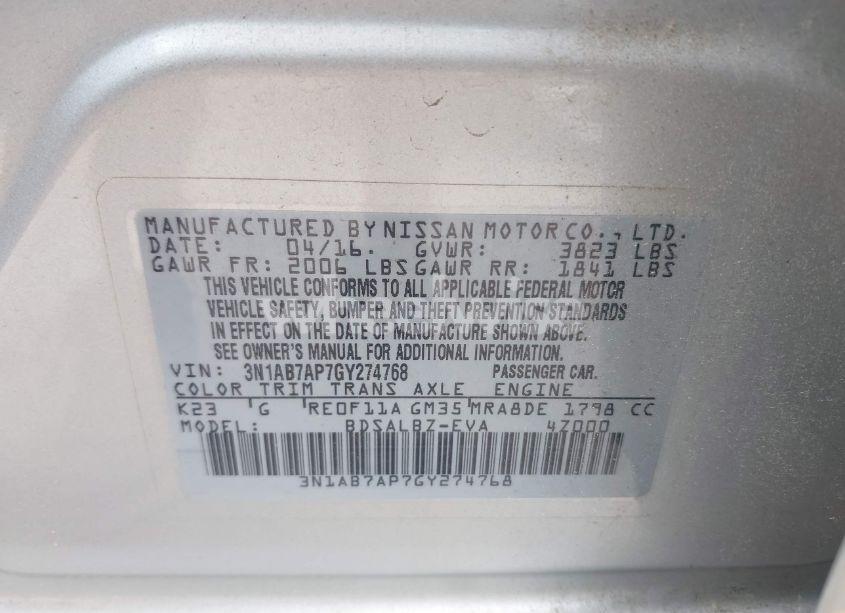 MANUFACTURED BY NISSAN MOTOR CO., LTD.
DATE: 04/16. GVWR: 3823 LBS
GAWR FR: 2006 LBS GAWR RR: 1841 LBS
THIS VEHICLE CONFORMS TO ALL APPLICABLE FEDERAL MOTOR
VEHICLE SAFETY, BUMPER AND THEFT PREVENTION STANDARDS
IN EFFECT ON THE DATE OF MANUFACTURE SHOWN ABOVE.
SEE OWNER'S MANUAL FOR ADDITIONAL INFORMATION.
VIN: 3N1AB7AP7GY274768 PASSENGER CAR.
COLOR TRIM TRANS AXLE ENGINE
K23 G RE0F11A GM35 MRA8DE 1798 CC
MODEL: BDSALBZ-EVA 4Z000
3N1AB7AP7GY274768